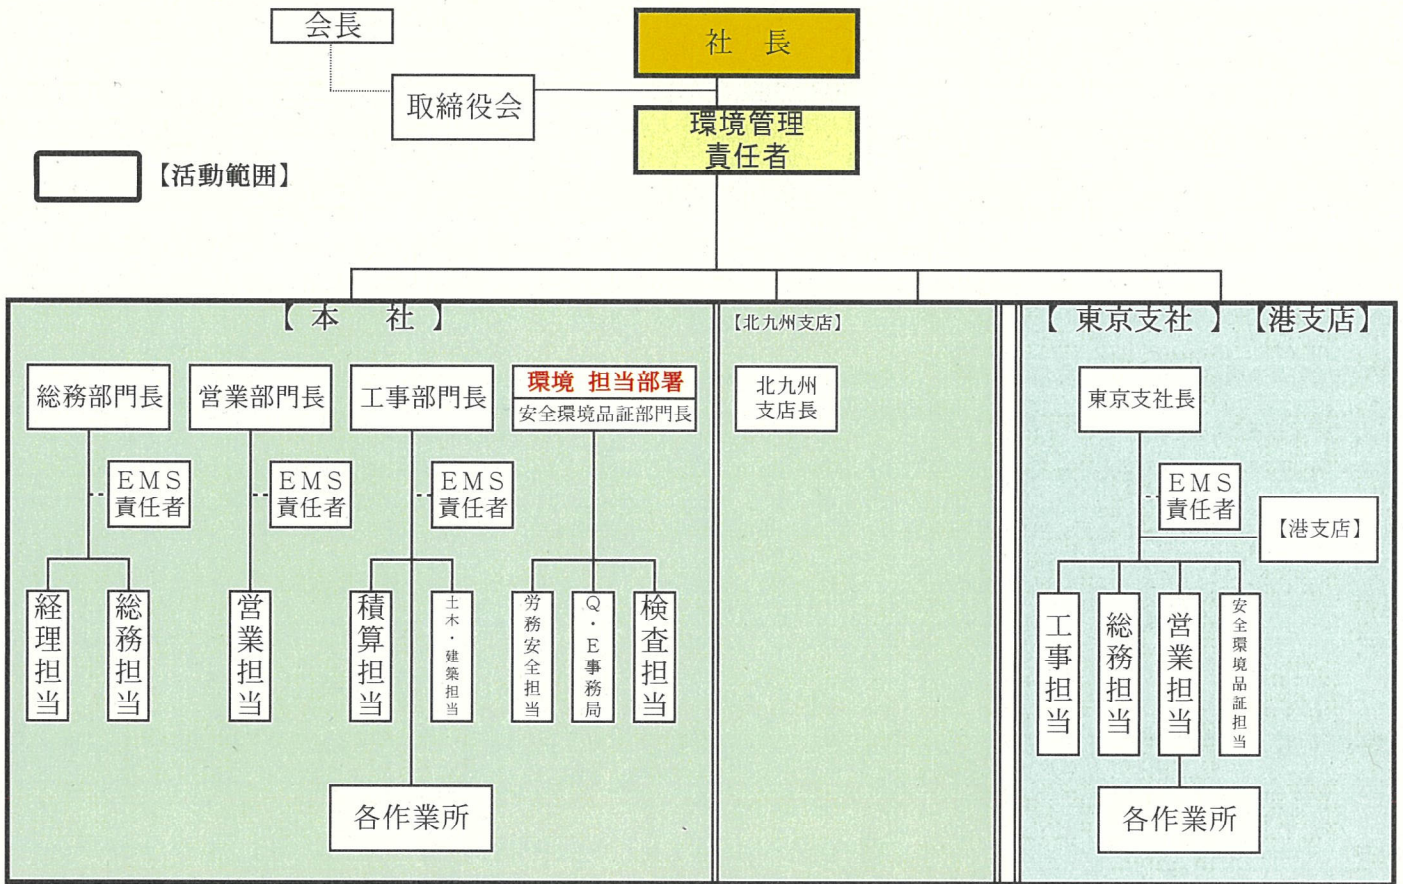 会長
社 長
取締役会
環境管理
責任者
【活動範囲】
【 本 社 】
【北九州支店】
【 東京支社 】 【港支店】
総務部門長
営業部門長
工事部門長
環境 担当部署
安全環境品証部門長
北九州
支店長
東京支社長
EMS
責任者
EMS
責任者
EMS
責任者
EMS
責任者
【港支店】
経理担当
総務担当
営業担当
積算担当
土木・建築担当
労務安全担当
Q・E事務局
検査担当
工事担当
総務担当
営業担当
安全環境品証担当
各作業所
各作業所